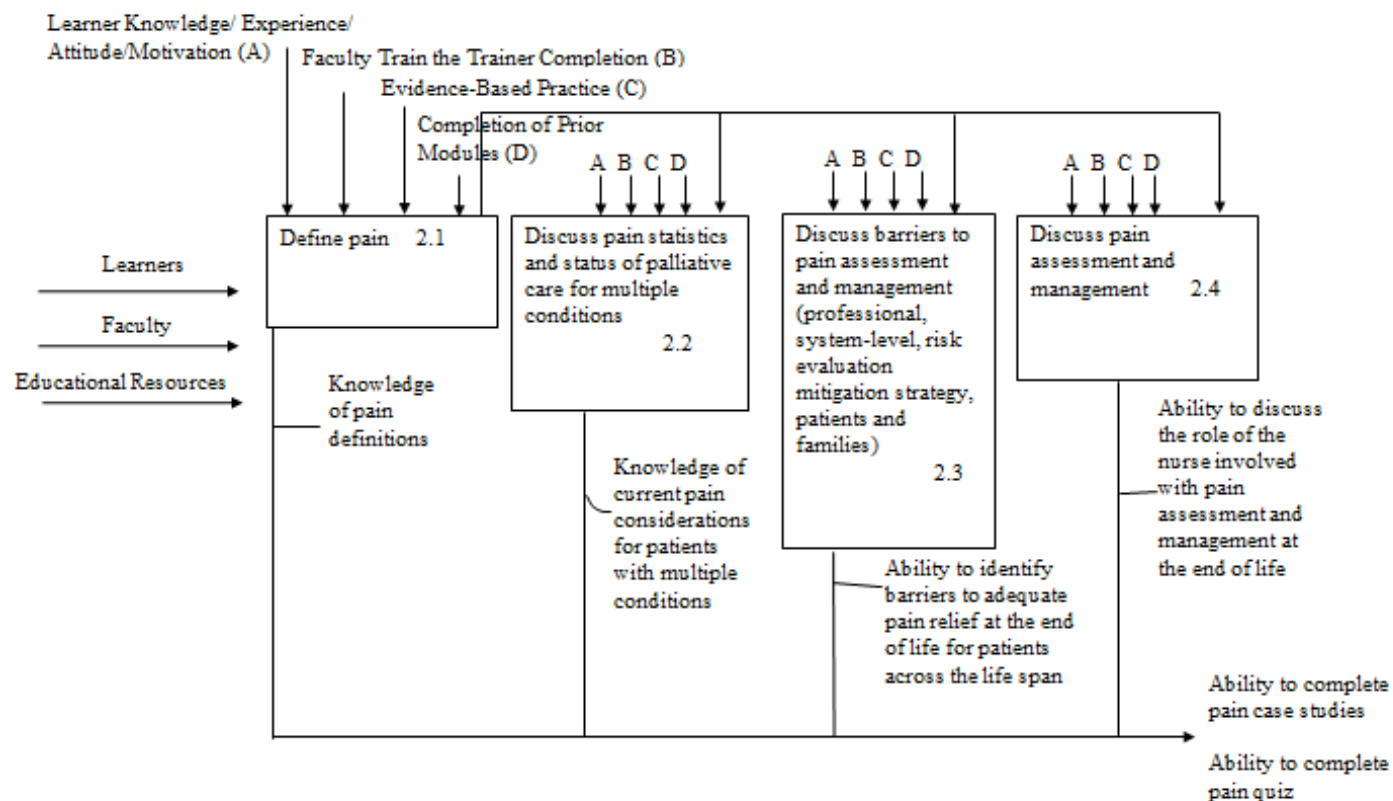 Learner Knowledge/ Experience/
Attitude/Motivation (A)
Faculty Train the Trainer Completion (B)
Evidence-Based Practice (C)
Completion of Prior
Modules (D)
A B C D
A B C D
A B C D
Define pain 2.1
Discuss pain statistics
and status of palliative
care for multiple
conditions
2.2
Discuss barriers to
pain assessment
and management
(professional,
system-level, risk
evaluation
mitigation strategy,
patients and
families)
2.3
Discuss pain
assessment and
management 2.4
Learners
Faculty
Educational Resources
Knowledge
of pain
definitions
Knowledge of
current pain
considerations
for patients
with multiple
conditions
Ability to identify
barriers to adequate
pain relief at the end
of life for patients
across the life span
Ability to discuss
the role of the
nurse involved
with pain
assessment and
management at
the end of life
Ability to complete
pain case studies
Ability to complete
pain quiz